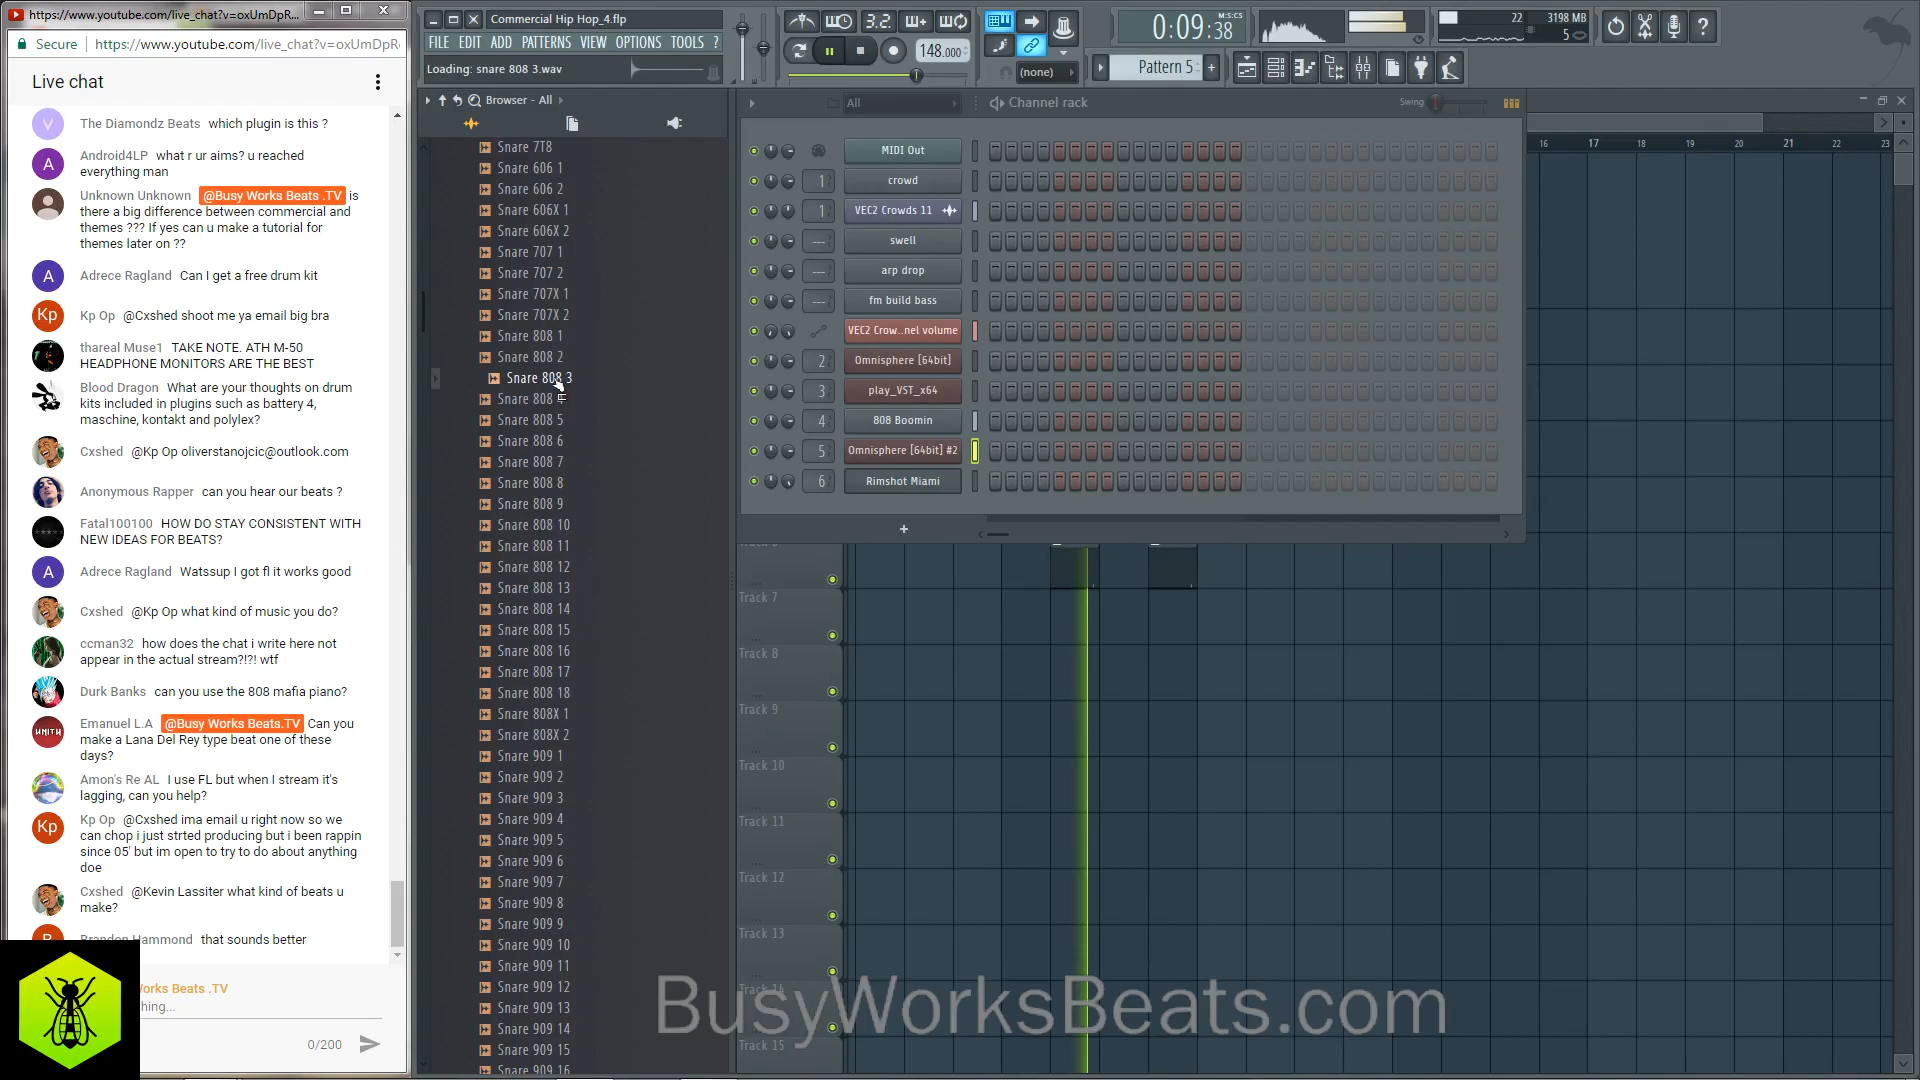 https://www.youtube.com/live_chat?v=oxUmDpR...
Secure
https://www.youtube.com/live_chat?v=oxUmDpR
Live chat
V
The Diamondz Beats which plugin is this ?
A
Android4LP what r ur aims? u reached
everything man
Unknown Unknown @Busy Works Beats .TV is
there a big difference between commercial and
themes ??? If yes can u make a tutorial for
themes later on ??
A
Adrece Ragland Can I get a free drum kit
Kp
Kp Op @Cxshed shoot me ya email big bra
thareal Muse1 TAKE NOTE. ATH M-50
HEADPHONE MONITORS ARE THE BEST
Blood Dragon What are your thoughts on drum
kits included in plugins such as battery 4,
maschine, kontakt and polylex?
Cxshed @Kp Op oliverstanojcic@outlook.com
Anonymous Rapper can you hear our beats ?
Fatal100100 HOW DO STAY CONSISTENT WITH
NEW IDEAS FOR BEATS?
A
Adrece Ragland Watssup I got fl it works good
Cxshed @Kp Op what kind of music you do?
ccman32 how does the chat i write here not
appear in the actual stream?!?! wtf
Durk Banks can you use the 808 mafia piano?
Emanuel L.A @Busy Works Beats.TV Can you
make a Lana Del Rey type beat one of these
days?
Amon's Re AL I use FL but when I stream it's
lagging, can you help?
Kp
Kp Op @Cxshed ima email u right now so we
can chop i just strted producing but i been rappin
since 05' but im open to try to do about anything
doe
Cxshed @Kevin Lassiter what kind of beats u
make?
Brandon Hammond that sounds better
orks Beats .TV
hing...
0/200
Commercial Hip Hop_4.flp
FILE EDIT ADD PATTERNS VIEW OPTIONS TOOLS ?
Loading: snare 808 3.wav
3.2
148.000
(none)
0:09:38
M:S:CS
Pattern 5
+
22
3198 MB
5
?
Browser - All
Snare 7T8
Snare 606 1
Snare 606 2
Snare 606X 1
Snare 606X 2
Snare 707 1
Snare 707 2
Snare 707X 1
Snare 707X 2
Snare 808 1
Snare 808 2
Snare 808 3
Snare 808
Snare 808 5
Snare 808 6
Snare 808 7
Snare 808 8
Snare 808 9
Snare 808 10
Snare 808 11
Snare 808 12
Snare 808 13
Snare 808 14
Snare 808 15
Snare 808 16
Snare 808 17
Snare 808 18
Snare 808X 1
Snare 808X 2
Snare 909 1
Snare 909 2
Snare 909 3
Snare 909 4
Snare 909 5
Snare 909 6
Snare 909 7
Snare 909 8
Snare 909 9
Snare 909 10
Snare 909 11
Snare 909 12
Snare 909 13
Snare 909 14
Snare 909 15
Snare 909 16
All
Channel rack
Swing
MIDI Out
1 crowd
1 VEC2 Crowds 11
--- swell
--- arp drop
--- fm build bass
VEC2 Crow..nel volume
2 Omnisphere [64bit]
3 play_VST_x64
4 808 Boomin
5 Omnisphere [64bit] #2
6 Rimshot Miami
+
16 17 18 19 20 21 22 23
Track 7
Track 8
Track 9
Track 10
Track 11
Track 12
Track 13
Track 14
Track 15
BusyWorksBeats.com